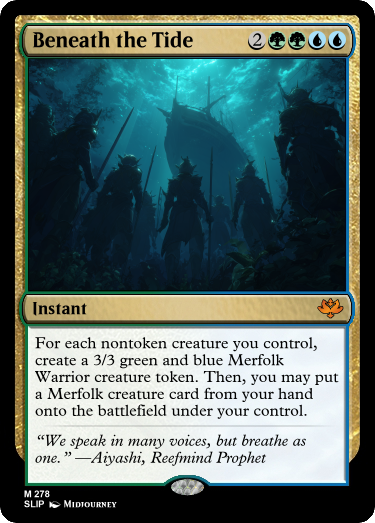 Beneath the Tide 2
Instant
For each nontoken creature you control,
create a 3/3 green and blue Merfolk
Warrior creature token. Then, you may put
a Merfolk creature card from your hand
onto the battlefield under your control.
“We speak in many voices, but breathe as
one.” —Aiyashi, Reefmind Prophet
M 278
SLIP Midjourney